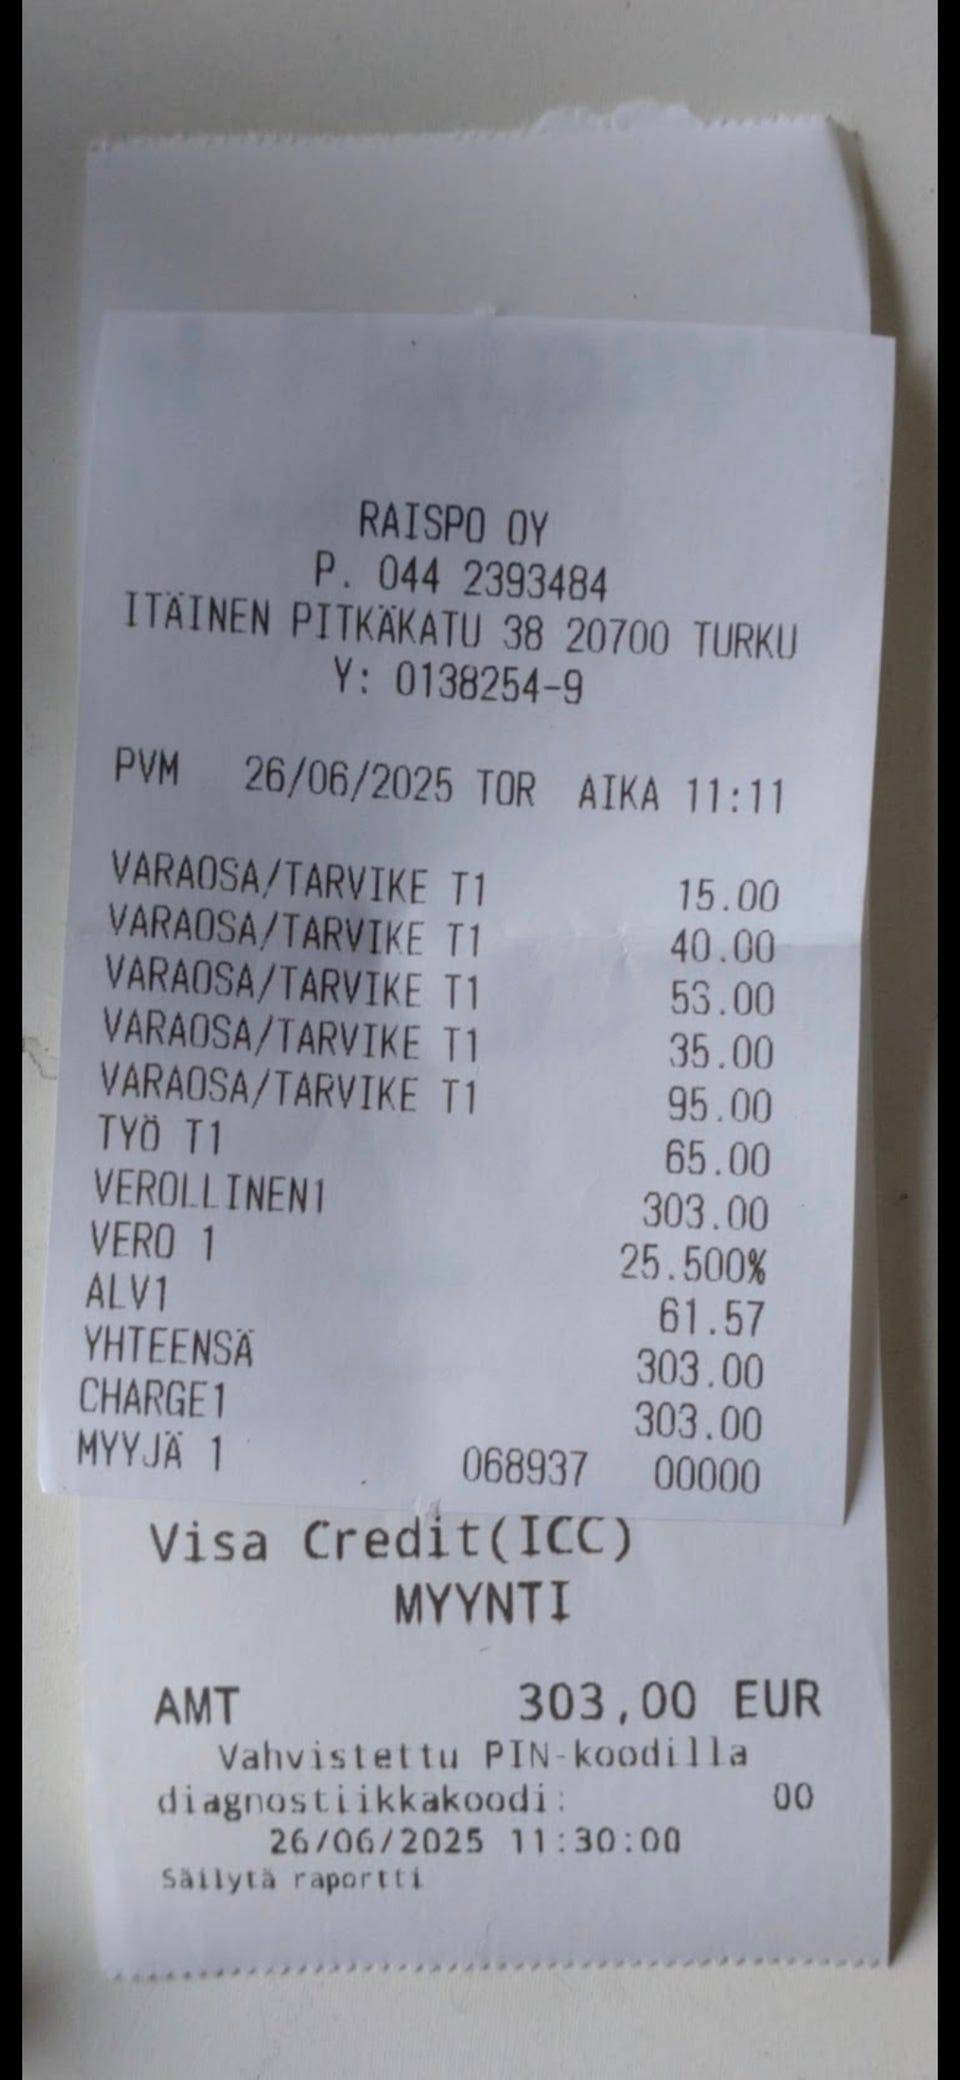 RAISPO OY
P. 044 2393484
ITÄINEN PITKÄKATU 38 20700 TURKU
Y: 0138254-9
PVM 26/06/2025 TOR AIKA 11:11
VARAOSA/TARVIKE T1 15.00
VARAOSA/TARVIKE T1 40.00
VARAOSA/TARVIKE T1 53.00
VARAOSA/TARVIKE T1 35.00
VARAOSA/TARVIKE T1 95.00
TYÖ T1 65.00
VEROLLINEN1 303.00
VERO 1 25.500%
ALV1 61.57
YHTEENSÄ 303.00
CHARGE1 303.00
MYYJÄ 1 068937 00000
Visa Credit(ICC)
MYYNTI
AMT 303,00 EUR
Vahvistettu PIN-koodilla
diagnostiikkakoodi: 00
26/06/2025 11:30:00
Säilytä raportti